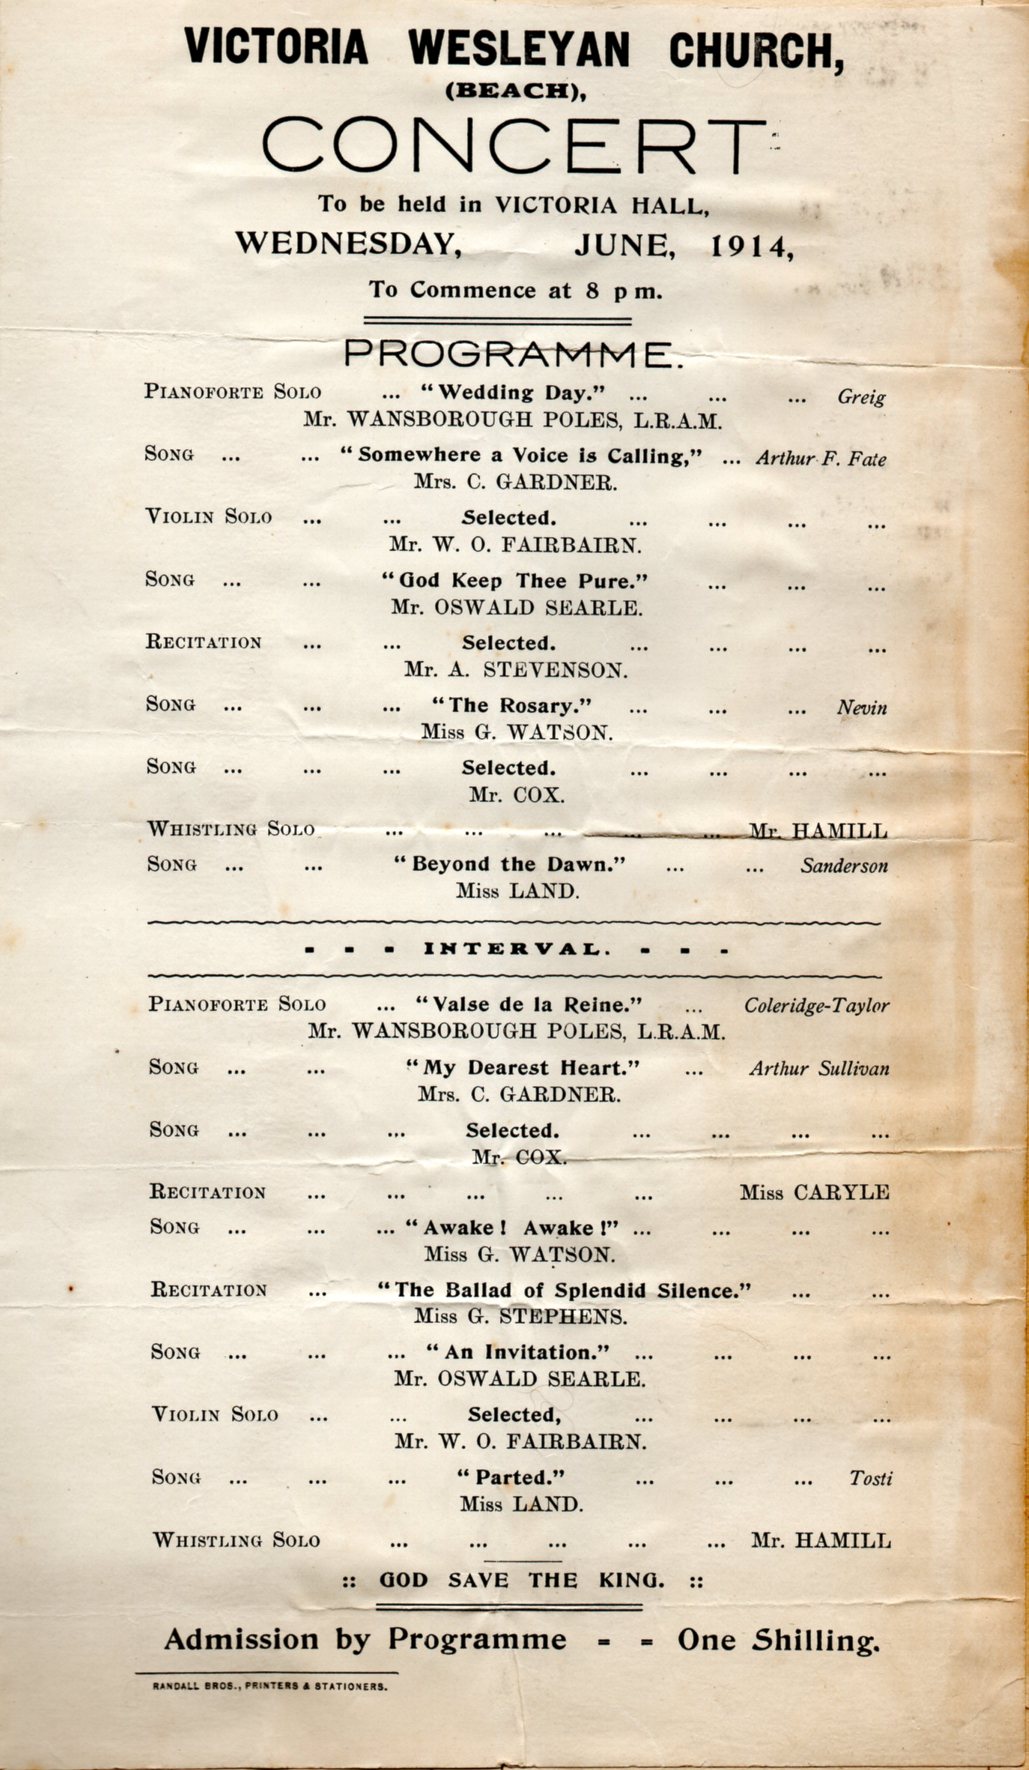 VICTORIA WESLEYAN CHURCH,
(BEACH),
CONCERT
To be held in VICTORIA HALL,
WEDNESDAY, JUNE, 1914,
To Commence at 8 p m.
PROGRAMME.
PIANOFORTE SOLO ... “Wedding Day.” ... ... ... Greig
Mr. WANSBOROUGH POLES, L.R.A.M.
SONG ... ... “Somewhere a Voice is Calling,” ... Arthur F. Fate
Mrs. C. GARDNER.
VIOLIN SOLO ... ... Selected. ... ... ... ...
Mr. W. O. FAIRBAIRN.
SONG ... ... “God Keep Thee Pure.” ... ... ...
Mr. OSWALD SEARLE.
RECITATION ... ... Selected. ... ... ... ...
Mr. A. STEVENSON.
SONG ... ... ... “The Rosary.” ... ... ... Nevin
Miss G. WATSON.
SONG ... ... ... Selected. ... ... ... ...
Mr. COX.
WHISTLING SOLO ... ... ... ... ... Mr. HAMILL
SONG ... ... “Beyond the Dawn.” ... ... Sanderson
Miss LAND.
- - - INTERVAL. - - -
PIANOFORTE SOLO ... “Valse de la Reine.” ... Coleridge-Taylor
Mr. WANSBOROUGH POLES, L.R.A.M.
SONG ... ... “My Dearest Heart.” ... Arthur Sullivan
Mrs. C. GARDNER.
SONG ... ... ... Selected. ... ... ... ...
Mr. COX.
RECITATION ... ... ... ... ... Miss CARYLE
SONG ... ... ... “Awake ! Awake !” ... ... ... ...
Miss G. WATSON.
RECITATION ... “The Ballad of Splendid Silence.” ... ...
Miss G. STEPHENS.
SONG ... ... ... “An Invitation.” ... ... ... ...
Mr. OSWALD SEARLE.
VIOLIN SOLO ... ... Selected, ... ... ... ...
Mr. W. O. FAIRBAIRN.
SONG ... ... ... “Parted.” ... ... ... Tosti
Miss LAND.
WHISTLING SOLO ... ... ... ... ... Mr. HAMILL
:: GOD SAVE THE KING. ::
Admission by Programme - - One Shilling.
RANDALL BROS., PRINTERS & STATIONERS.